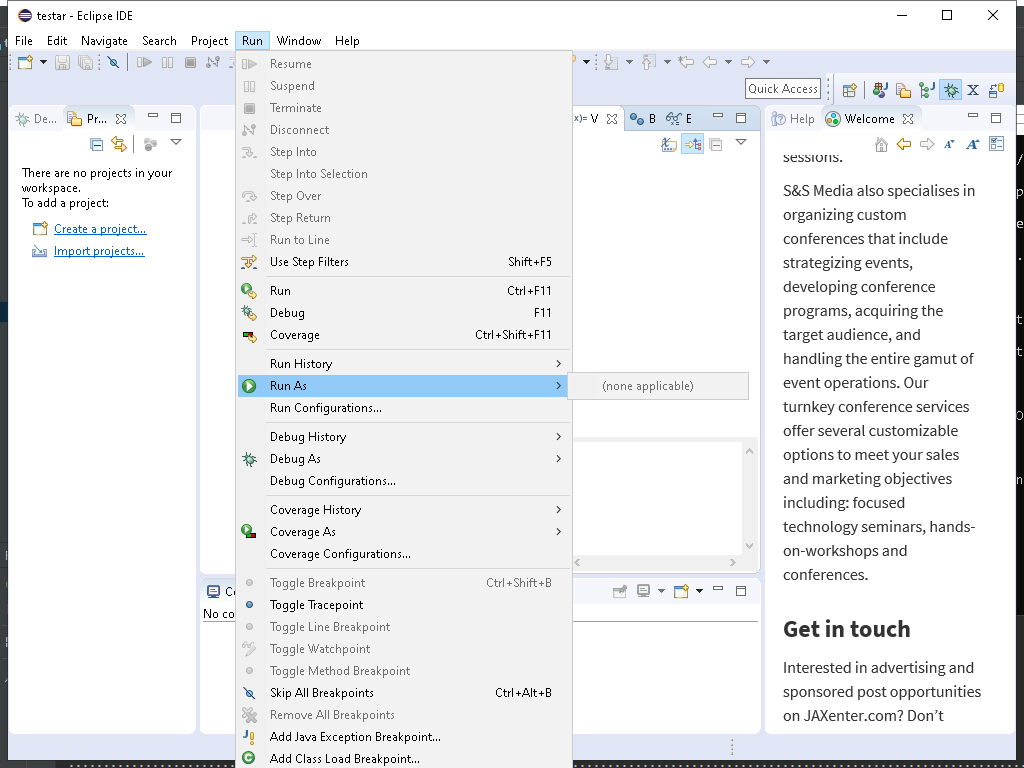 testar - Eclipse IDE
File Edit Navigate Search Project Run Window Help
Quick Access
De...
Pr...
There are no projects in your
workspace.
To add a project:
Create a project...
Import projects...
Resume
Suspend
Terminate
Disconnect
Step Into
Step Into Selection
Step Over
Step Return
Run to Line
Use Step Filters Shift+F5
Run Ctrl+F11
Debug F11
Coverage Ctrl+Shift+F11
Run History
Run As
(none applicable)
Run Configurations...
Debug History
Debug As
Debug Configurations...
Coverage History
Coverage As
Coverage Configurations...
Toggle Breakpoint Ctrl+Shift+B
Toggle Tracepoint
Toggle Line Breakpoint
Toggle Watchpoint
Toggle Method Breakpoint
Skip All Breakpoints Ctrl+Alt+B
Remove All Breakpoints
Add Java Exception Breakpoint...
Add Class Load Breakpoint...
No co
(x)= V
B
E
Help
Welcome
sessions.
S&S Media also specialises in
organizing custom
conferences that include
strategizing events,
developing conference
programs, acquiring the
target audience, and
handling the entire gamut of
event operations. Our
turnkey conference services
offer several customizable
options to meet your sales
and marketing objectives
including: focused
technology seminars, hands-
on-workshops and
conferences.
Get in touch
Interested in advertising and
sponsored post opportunities
on JAXenter.com? Don’t